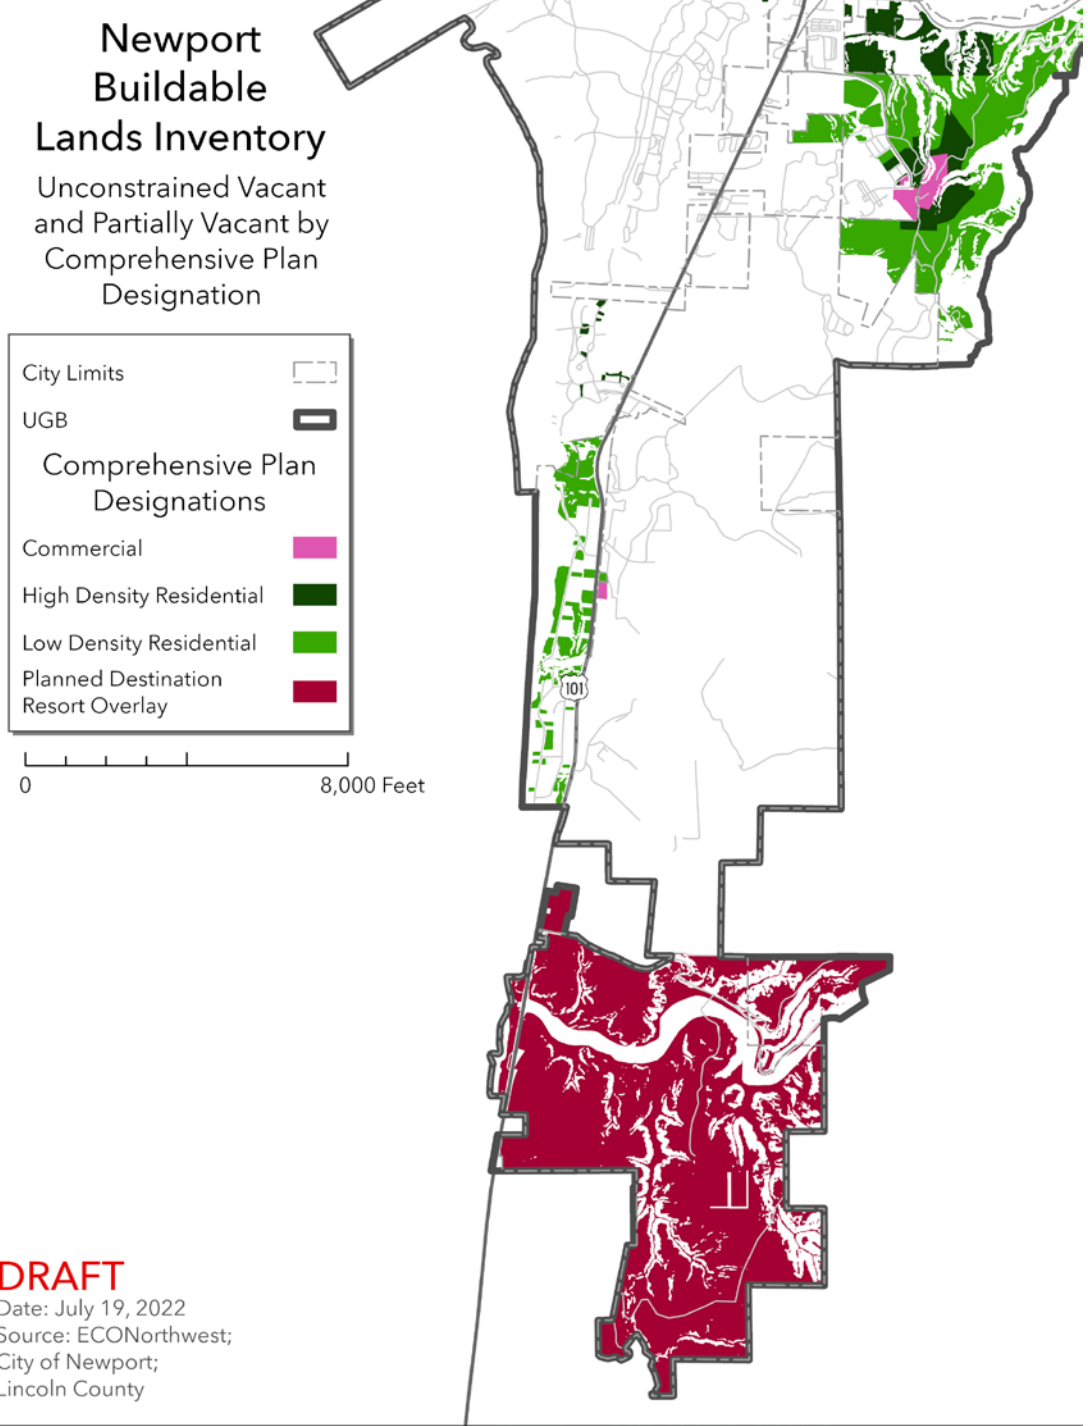 Newport
Buildable
Lands Inventory
Unconstrained Vacant
and Partially Vacant by
Comprehensive Plan
Designation
City Limits
UGB
Comprehensive Plan
Designations
Commercial
High Density Residential
Low Density Residential
Planned Destination
Resort Overlay
0
8,000 Feet
101
DRAFT
Date: July 19, 2022
Source: ECONorthwest;
City of Newport;
Lincoln County